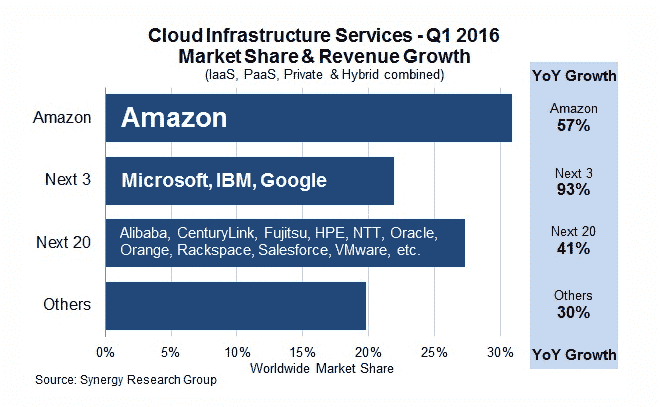 Cloud Infrastructure Services - Q1 2016
Market Share & Revenue Growth
(IaaS, PaaS, Private & Hybrid combined)
YoY Growth
Amazon
Amazon
Amazon
57%
Next 3
Microsoft, IBM, Google
Next 3
93%
Next 20
Alibaba, CenturyLink, Fujitsu, HPE, NTT, Oracle,
Orange, Rackspace, Salesforce, VMware, etc.
Next 20
41%
Others
Others
30%
0% 5% 10% 15% 20% 25% 30%
YoY Growth
Worldwide Market Share
Source: Synergy Research Group